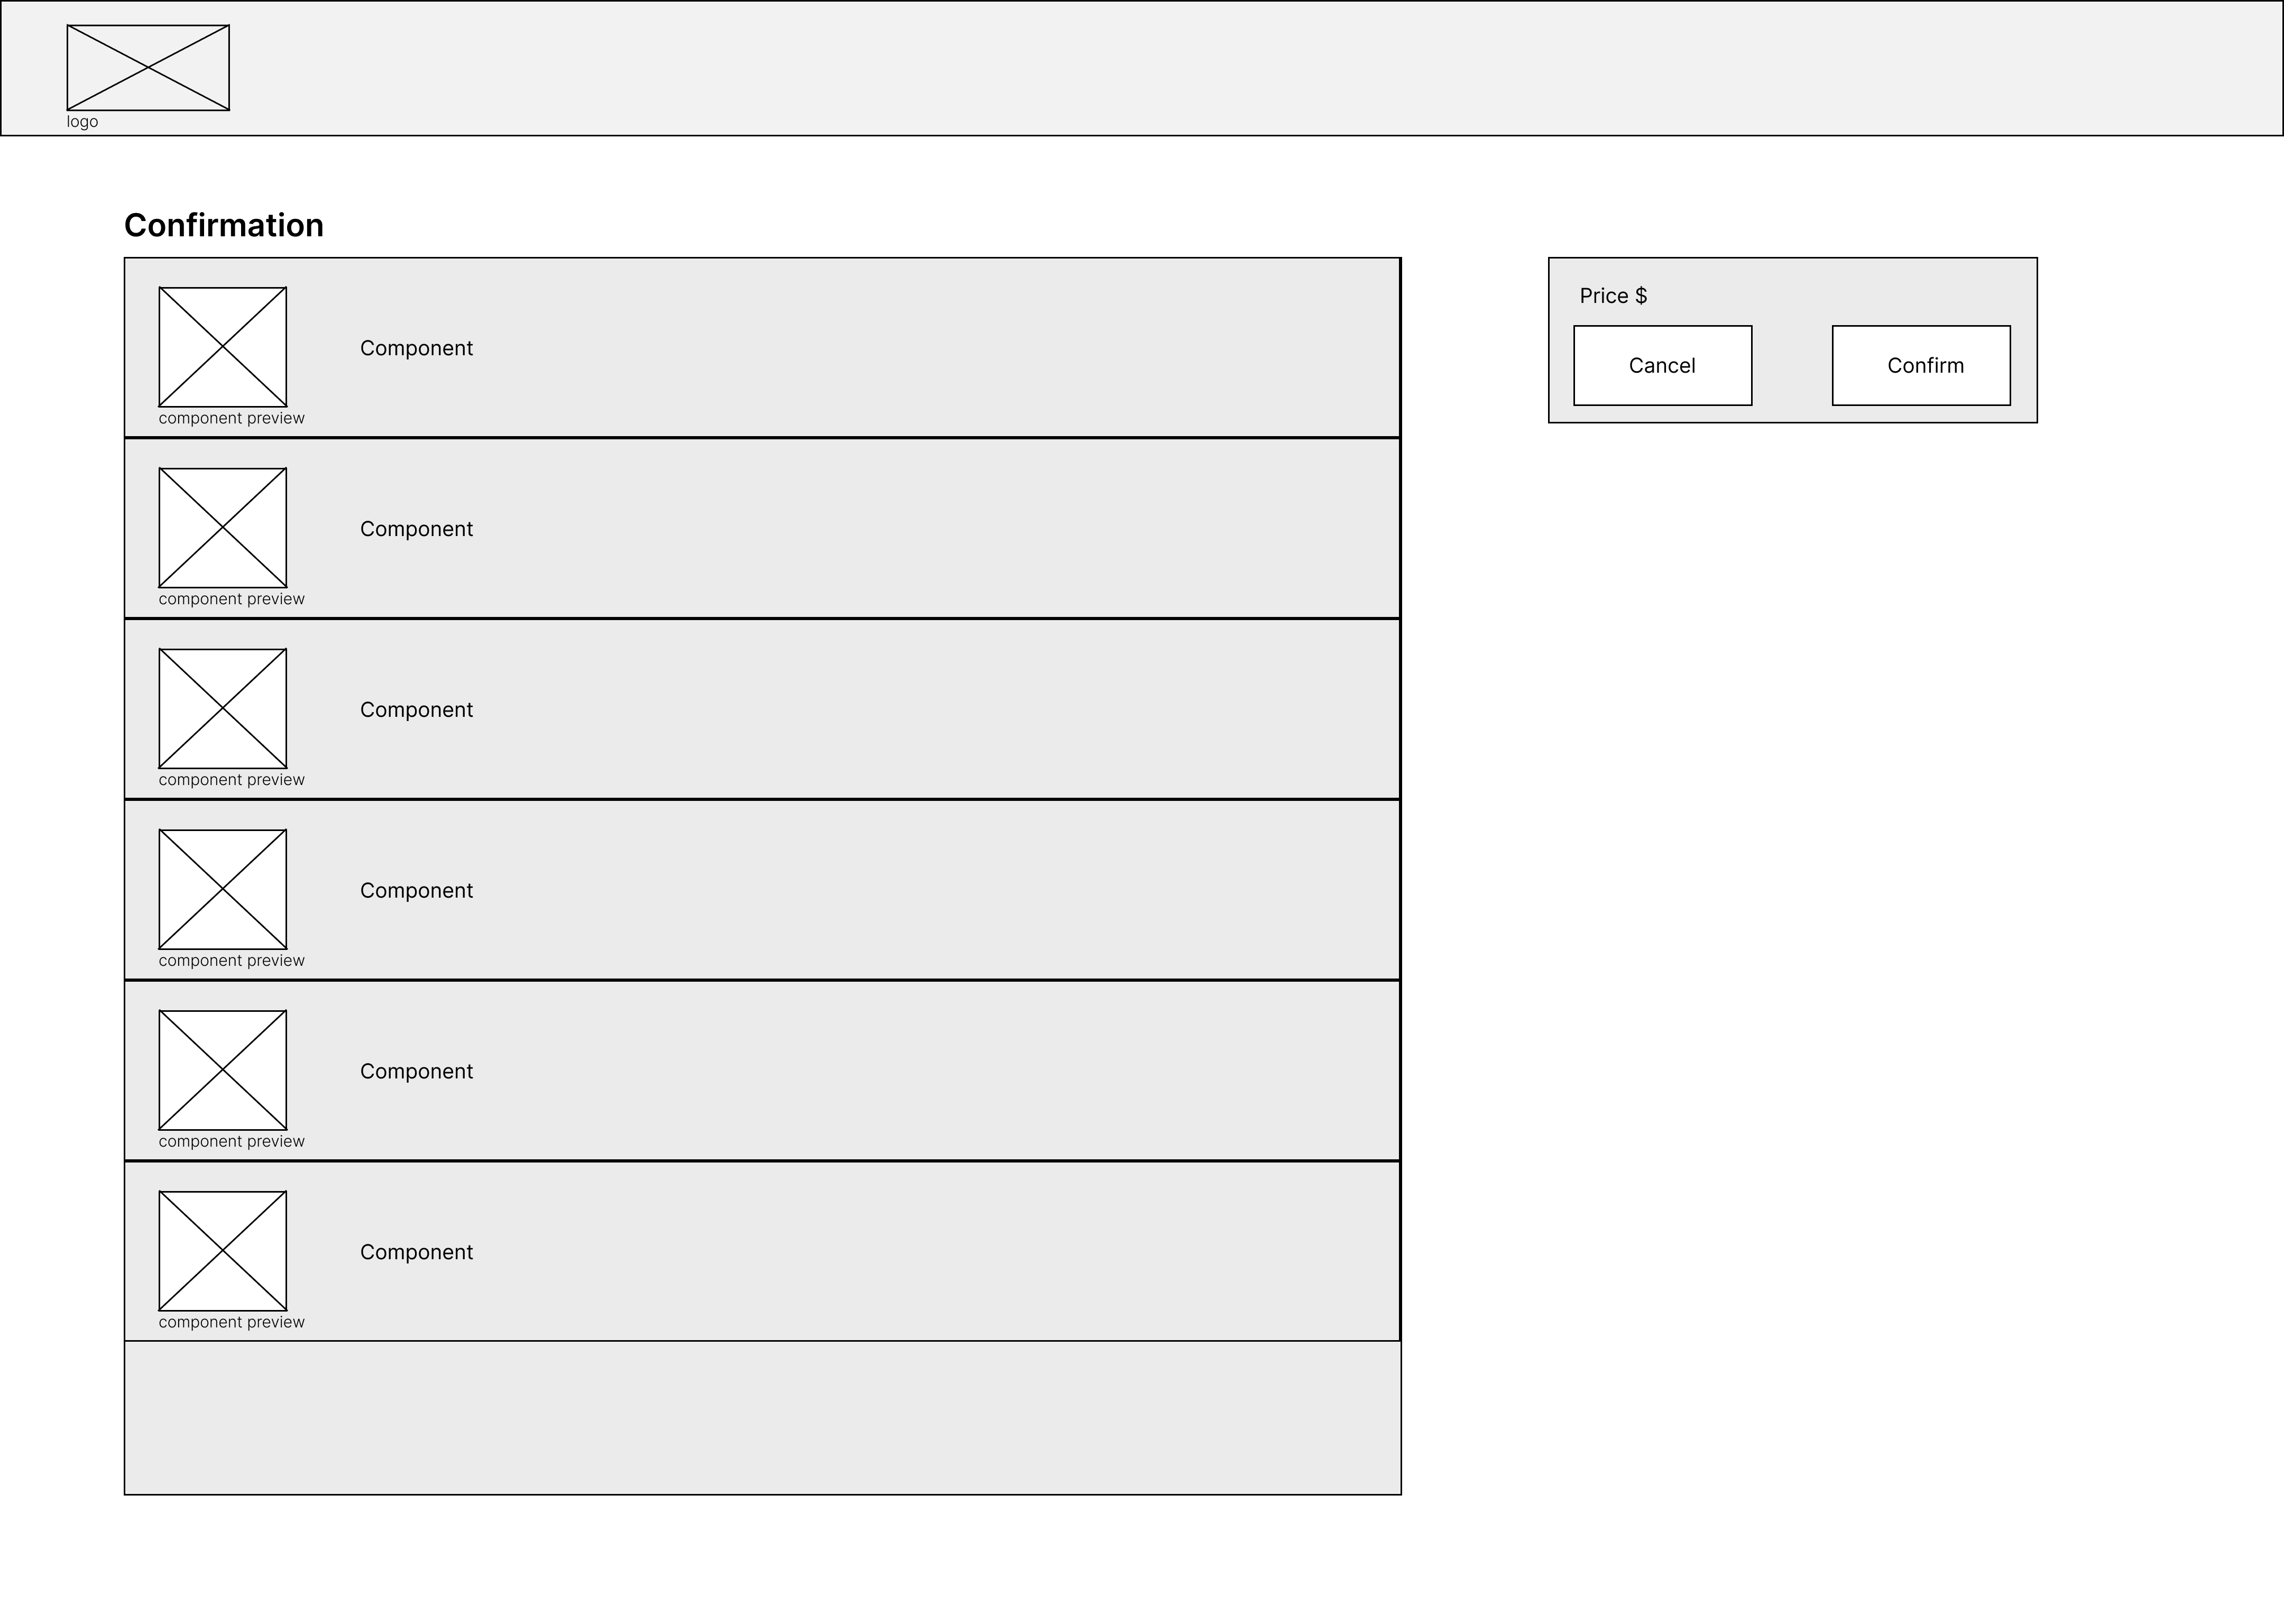 logo
Confirmation
Component
component preview
Component
component preview
Component
component preview
Component
component preview
Component
component preview
Component
component preview
Price $
Cancel
Confirm